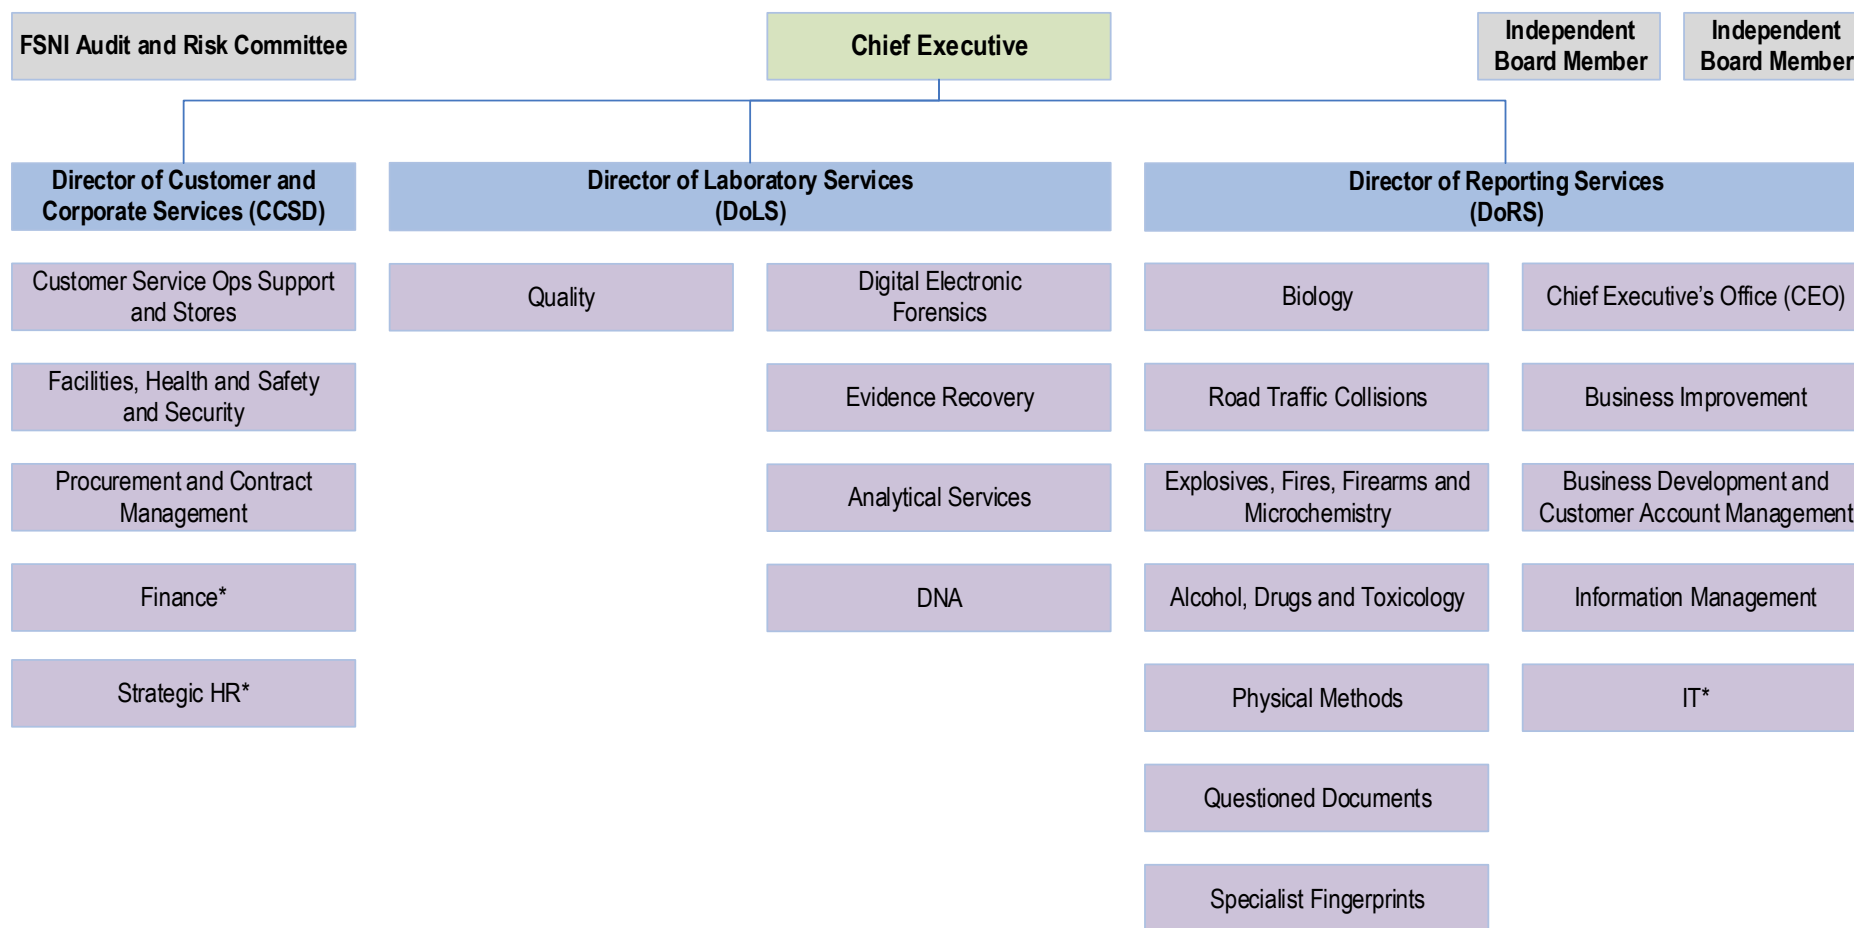 FSNI Audit and Risk Committee
Chief Executive
Independent
Board Member
Independent
Board Member
Director of Customer and
Corporate Services (CCSD)
Director of Laboratory Services
(DoLS)
Director of Reporting Services
(DoRS)
Customer Service Ops Support
and Stores
Quality
Digital Electronic
Forensics
Biology
Chief Executive’s Office (CEO)
Facilities, Health and Safety
and Security
Evidence Recovery
Road Traffic Collisions
Business Improvement
Procurement and Contract
Management
Analytical Services
Explosives, Fires, Firearms and
Microchemistry
Business Development and
Customer Account Management
Finance*
DNA
Alcohol, Drugs and Toxicology
Information Management
Strategic HR*
Physical Methods
IT*
Questioned Documents
Specialist Fingerprints